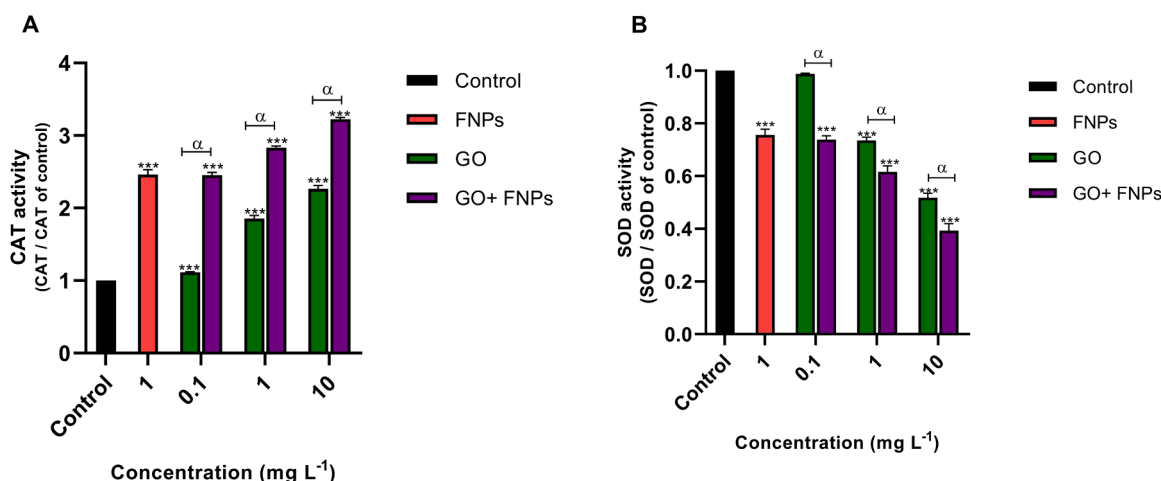 A
CAT activity
(CAT / CAT of control)
4
3
2
1
0
***
***
α
***
***
α
***
***
α
***
Control
1
0.1
1
10
Concentration (mg L⁻¹)
Control
FNPs
GO
GO+ FNPs
B
SOD activity
(SOD / SOD of control)
1.0
0.8
0.6
0.4
0.2
0.0
***
α
***
α
***
***
α
***
***
Control
1
0.1
1
10
Concentration (mg L⁻¹)
Control
FNPs
GO
GO+ FNPs